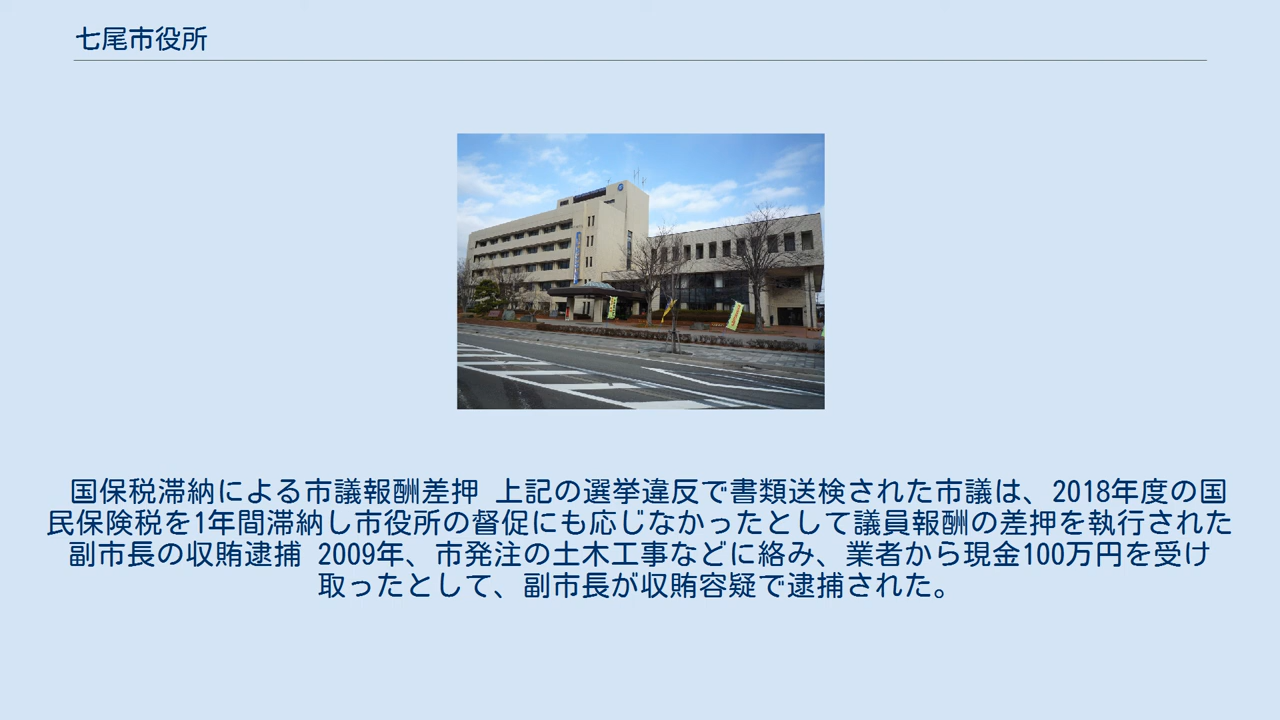 七尾市役所
国保税滞納による市議報酬差押 上記の選挙違反で書類送検された市議は、2018年度の国
民保険税を1年間滞納し市役所の督促にも応じなかったとして議員報酬の差押を執行された
副市長の収賄逮捕 2009年、市発注の土木工事などに絡み、業者から現金100万円を受け
取ったとして、副市長が収賄容疑で逮捕された。